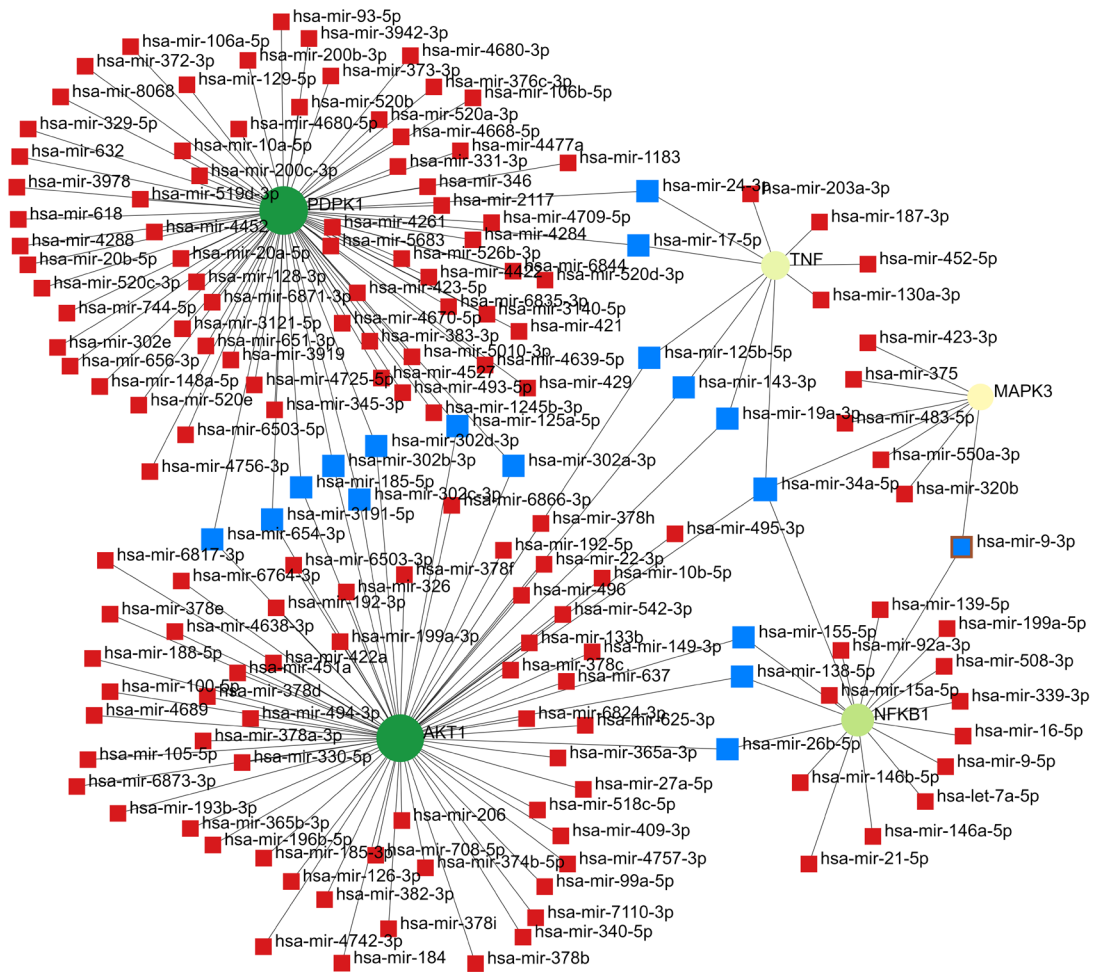 hsa-mir-93-5p
hsa-mir-3942-3p
hsa-mir-106a-5p
hsa-mir-200b-3p
hsa-mir-4680-3p
hsa-mir-372-3p
hsa-mir-373-3p
hsa-mir-129-5p
hsa-mir-376c-3p
hsa-mir-8068
hsa-mir-106b-5p
hsa-mir-520b
hsa-mir-520a-3p
hsa-mir-329-5p
hsa-mir-4680-5p
hsa-mir-4668-5p
hsa-mir-4477a
hsa-mir-632
hsa-mir-10a-5p
hsa-mir-331-3p
hsa-mir-1183
hsa-mir-200c-3p
hsa-mir-3978
hsa-mir-346
hsa-mir-24-3p
hsa-mir-203a-3p
hsa-mir-519d-3p
hsa-mir-2117
PDPK1
hsa-mir-618
hsa-mir-4452
hsa-mir-4261
hsa-mir-4709-5p
hsa-mir-187-3p
hsa-mir-4288
hsa-mir-5683
hsa-mir-4284
hsa-mir-17-5p
hsa-mir-20b-5p
hsa-mir-20a-5p
hsa-mir-526b-3p
TNF
hsa-mir-452-5p
hsa-mir-6844
hsa-mir-4422
hsa-mir-520d-3p
hsa-mir-520c-3p
hsa-mir-128-3p
hsa-mir-423-5p
hsa-mir-6871-3p
hsa-mir-6835-3p
hsa-mir-130a-3p
hsa-mir-744-5p
hsa-mir-3140-5p
hsa-mir-4670-5p
hsa-mir-3121-5p
hsa-mir-421
hsa-mir-383-3p
hsa-mir-423-3p
hsa-mir-302e
hsa-mir-651-3p
hsa-mir-5010-3p
hsa-mir-125b-5p
hsa-mir-656-3p
hsa-mir-3919
hsa-mir-4639-5p
hsa-mir-4527
hsa-mir-375
hsa-mir-148a-5p
hsa-mir-4725-5p
hsa-mir-493-5p
hsa-mir-429
hsa-mir-143-3p
MAPK3
hsa-mir-520e
hsa-mir-345-3p
hsa-mir-1245b-3p
hsa-mir-19a-3p
hsa-mir-483-5p
hsa-mir-125a-5p
hsa-mir-6503-5p
hsa-mir-302d-3p
hsa-mir-550a-3p
hsa-mir-4756-3p
hsa-mir-302b-3p
hsa-mir-302a-3p
hsa-mir-185-5p
hsa-mir-34a-5p
hsa-mir-320b
hsa-mir-302c-3p
hsa-mir-6866-3p
hsa-mir-3191-5p
hsa-mir-378h
hsa-mir-495-3p
hsa-mir-654-3p
hsa-mir-9-3p
hsa-mir-192-5p
hsa-mir-6817-3p
hsa-mir-6503-3p
hsa-mir-22-3p
hsa-mir-378f
hsa-mir-6764-3p
hsa-mir-10b-5p
hsa-mir-326
hsa-mir-496
hsa-mir-192-3p
hsa-mir-378e
hsa-mir-542-3p
hsa-mir-139-5p
hsa-mir-4638-3p
hsa-mir-199a-5p
hsa-mir-199a-3p
hsa-mir-133b
hsa-mir-149-3p
hsa-mir-155-5p
hsa-mir-92a-3p
hsa-mir-188-5p
hsa-mir-422a
hsa-mir-378c
hsa-mir-508-3p
hsa-mir-451a
hsa-mir-637
hsa-mir-138-5p
hsa-mir-100-5p
hsa-mir-378d
hsa-mir-15a-5p
hsa-mir-339-3p
hsa-mir-4689
hsa-mir-494-3p
hsa-mir-6824-3p
NFKB1
hsa-mir-625-3p
AKT1
hsa-mir-16-5p
hsa-mir-378a-3p
hsa-mir-26b-5p
hsa-mir-105-5p
hsa-mir-330-5p
hsa-mir-365a-3p
hsa-mir-9-5p
hsa-mir-6873-3p
hsa-mir-27a-5p
hsa-mir-146b-5p
hsa-mir-193b-3p
hsa-mir-518c-5p
hsa-let-7a-5p
hsa-mir-365b-3p
hsa-mir-206
hsa-mir-409-3p
hsa-mir-146a-5p
hsa-mir-196b-5p
hsa-mir-185-3p
hsa-mir-708-5p
hsa-mir-374b-5p
hsa-mir-4757-3p
hsa-mir-21-5p
hsa-mir-126-3p
hsa-mir-99a-5p
hsa-mir-382-3p
hsa-mir-7110-3p
hsa-mir-378i
hsa-mir-340-5p
hsa-mir-4742-3p
hsa-mir-184
hsa-mir-378b